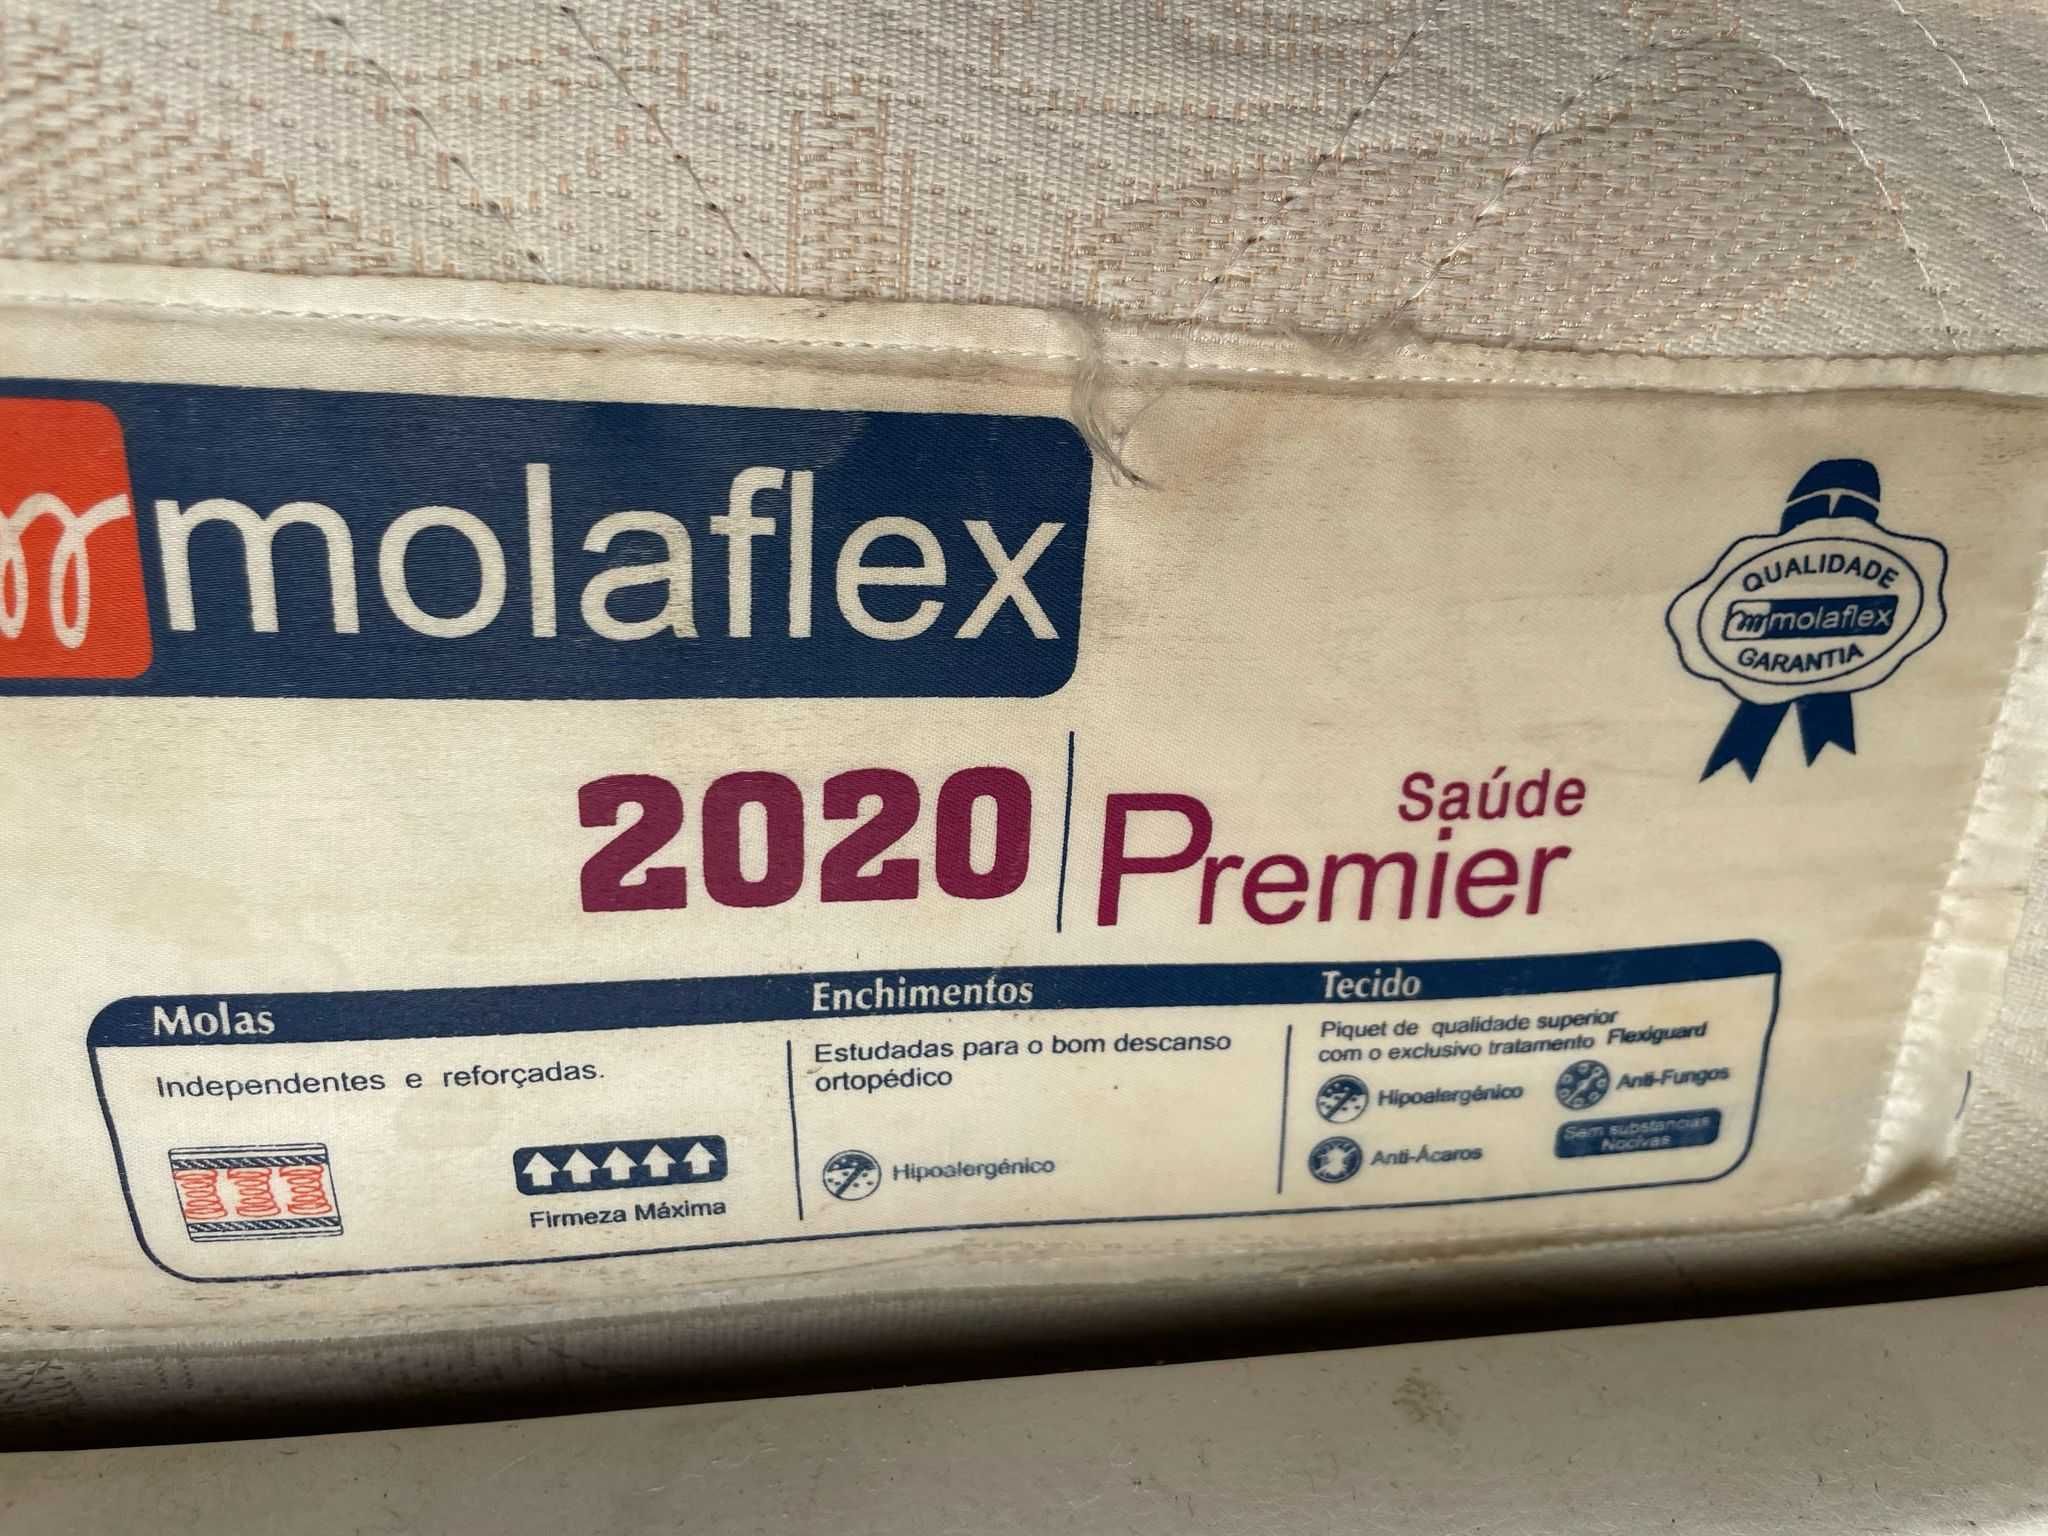 molaflex
QUALIDADE
molaflex
GARANTIA
2020
Saúde
Premier
Molas
Independentes e reforçadas.
Firmeza Máxima
Enchimentos
Estudadas para o bom descanso
ortopédico
Hipoalergénico
Tecido
Piquet de qualidade superior
com o exclusivo tratamento Flexiguard
Hipoalergénico
Anti-Fungos
Anti-Ácaros
Sem substancias
Nocivas